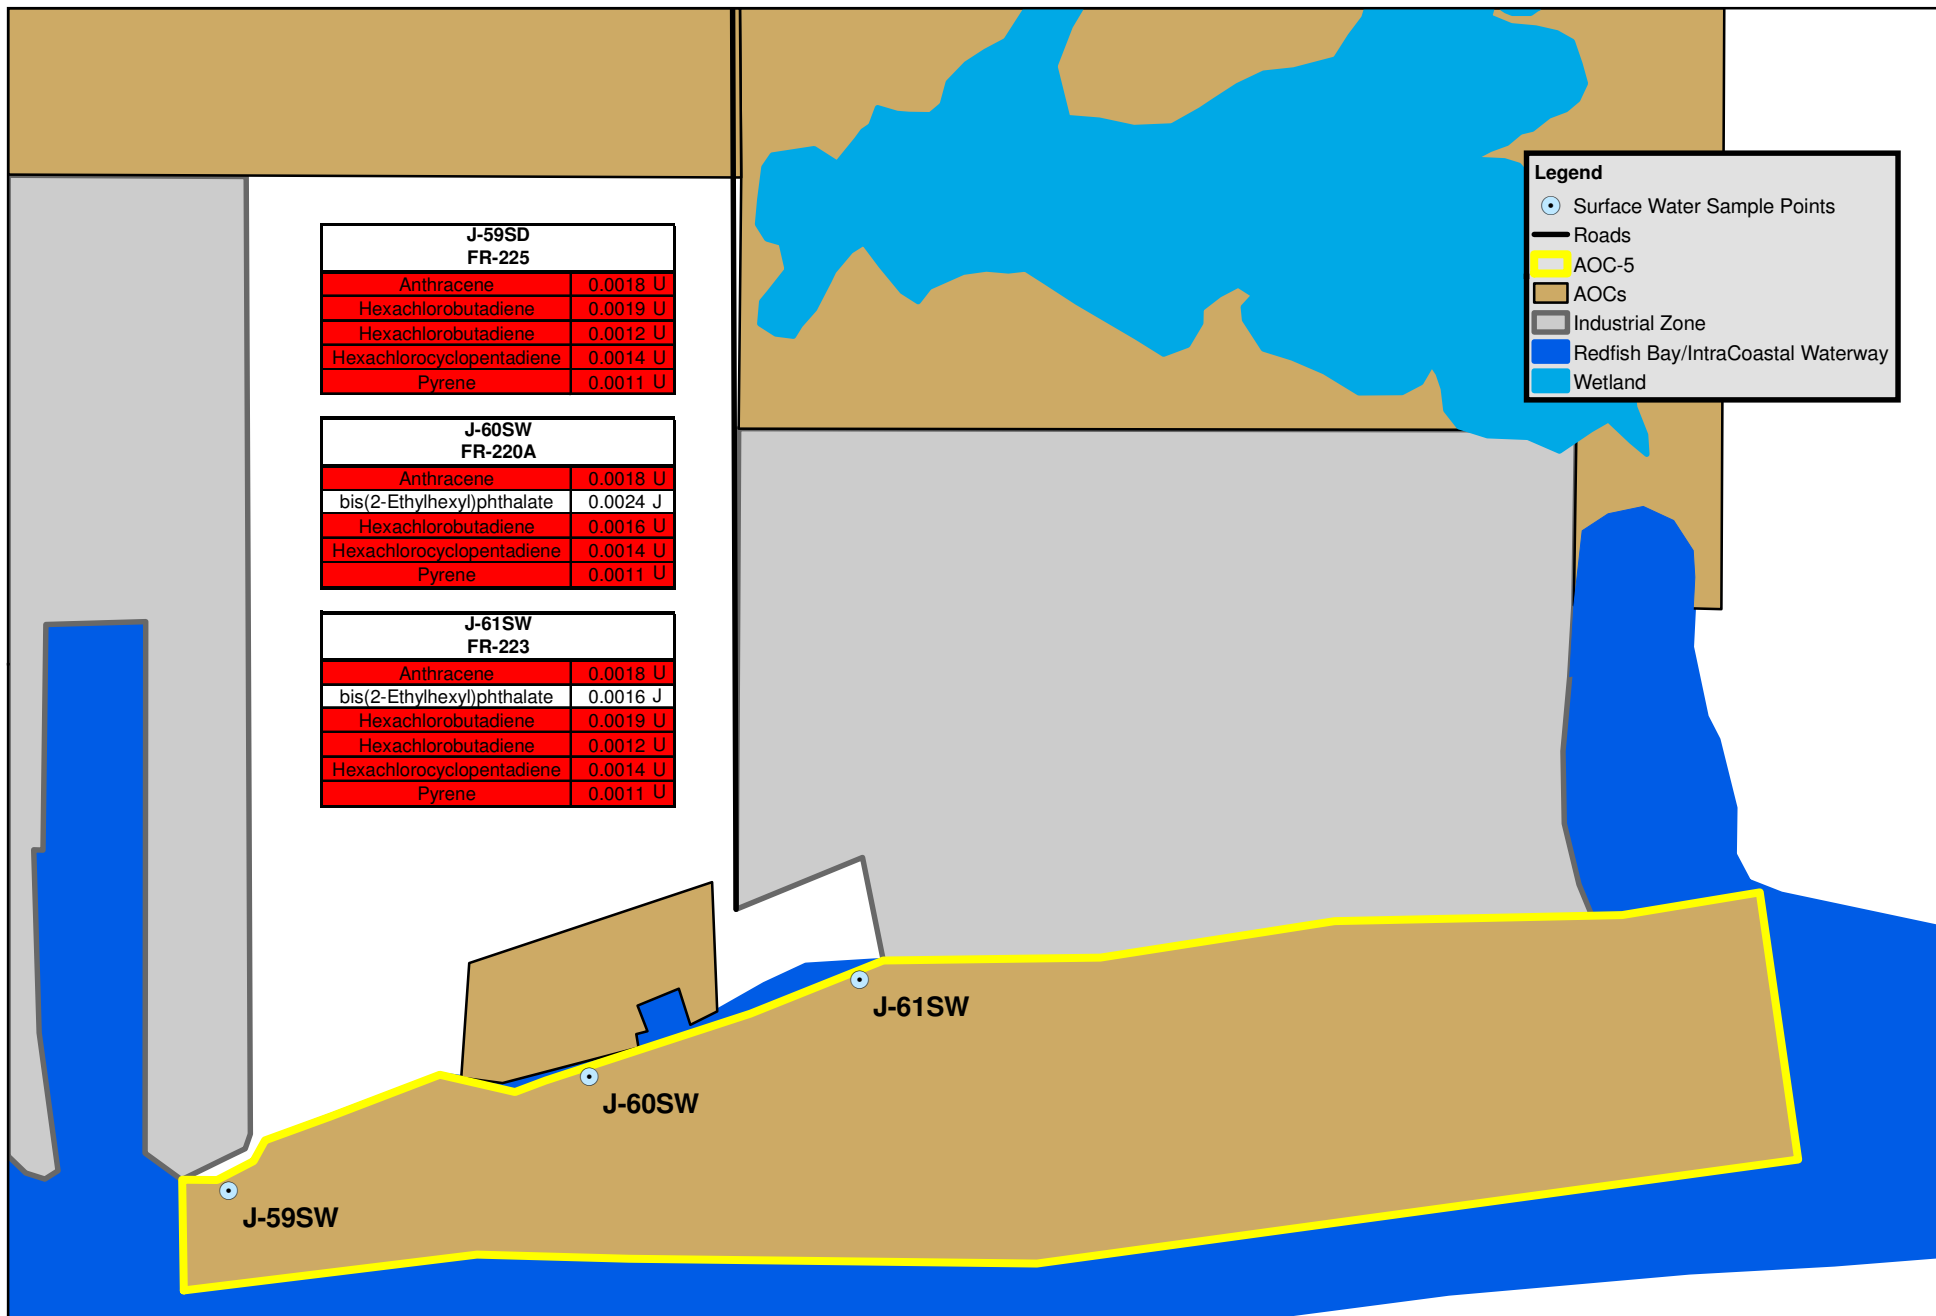 J-59SD
FR-225
Anthracene 0.0018 U
Hexachlorobutadiene 0.0019 U
Hexachlorobutadiene 0.0012 U
Hexachlorocyclopentadiene 0.0014 U
Pyrene 0.0011 U
J-60SW
FR-220A
Anthracene 0.0018 U
bis(2-Ethylhexyl)phthalate 0.0024 J
Hexachlorobutadiene 0.0016 U
Hexachlorocyclopentadiene 0.0014 U
Pyrene 0.0011 U
J-61SW
FR-223
Anthracene 0.0018 U
bis(2-Ethylhexyl)phthalate 0.0016 J
Hexachlorobutadiene 0.0019 U
Hexachlorobutadiene 0.0012 U
Hexachlorocyclopentadiene 0.0014 U
Pyrene 0.0011 U
Legend
Surface Water Sample Points
Roads
AOC-5
AOCs
Industrial Zone
Redfish Bay/IntraCoastal Waterway
Wetland
J-61SW
J-60SW
J-59SW